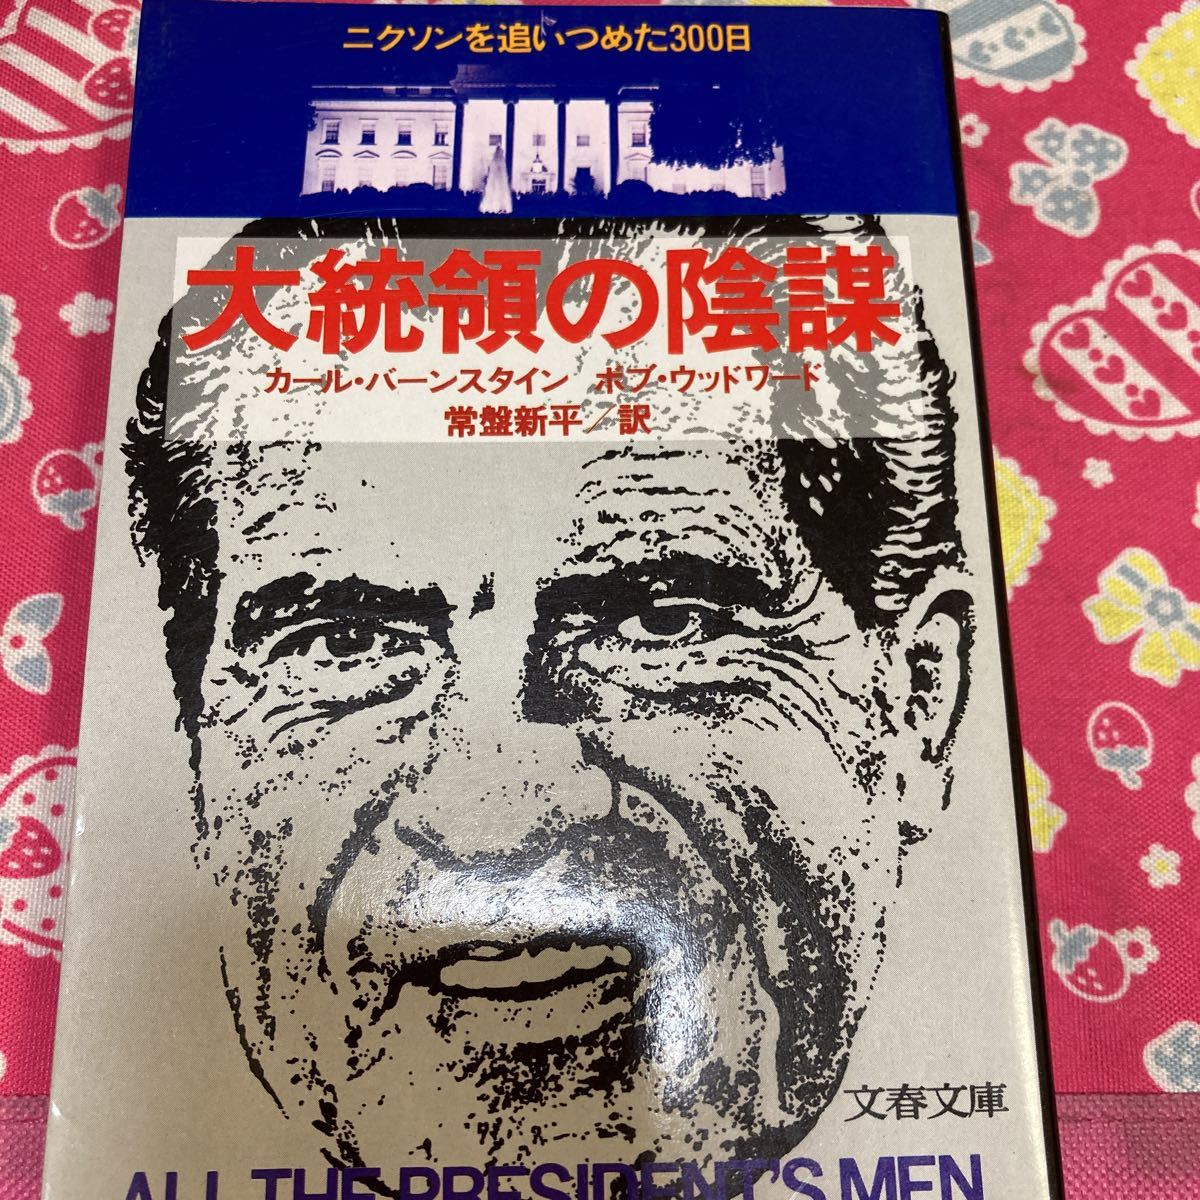 ニクソンを追いつめた300日
大統領の陰謀
カール・バーンスタイン ボブ・ウッドワード
常盤新平／訳
文春文庫
ALL THE PRESIDENT'S MEN